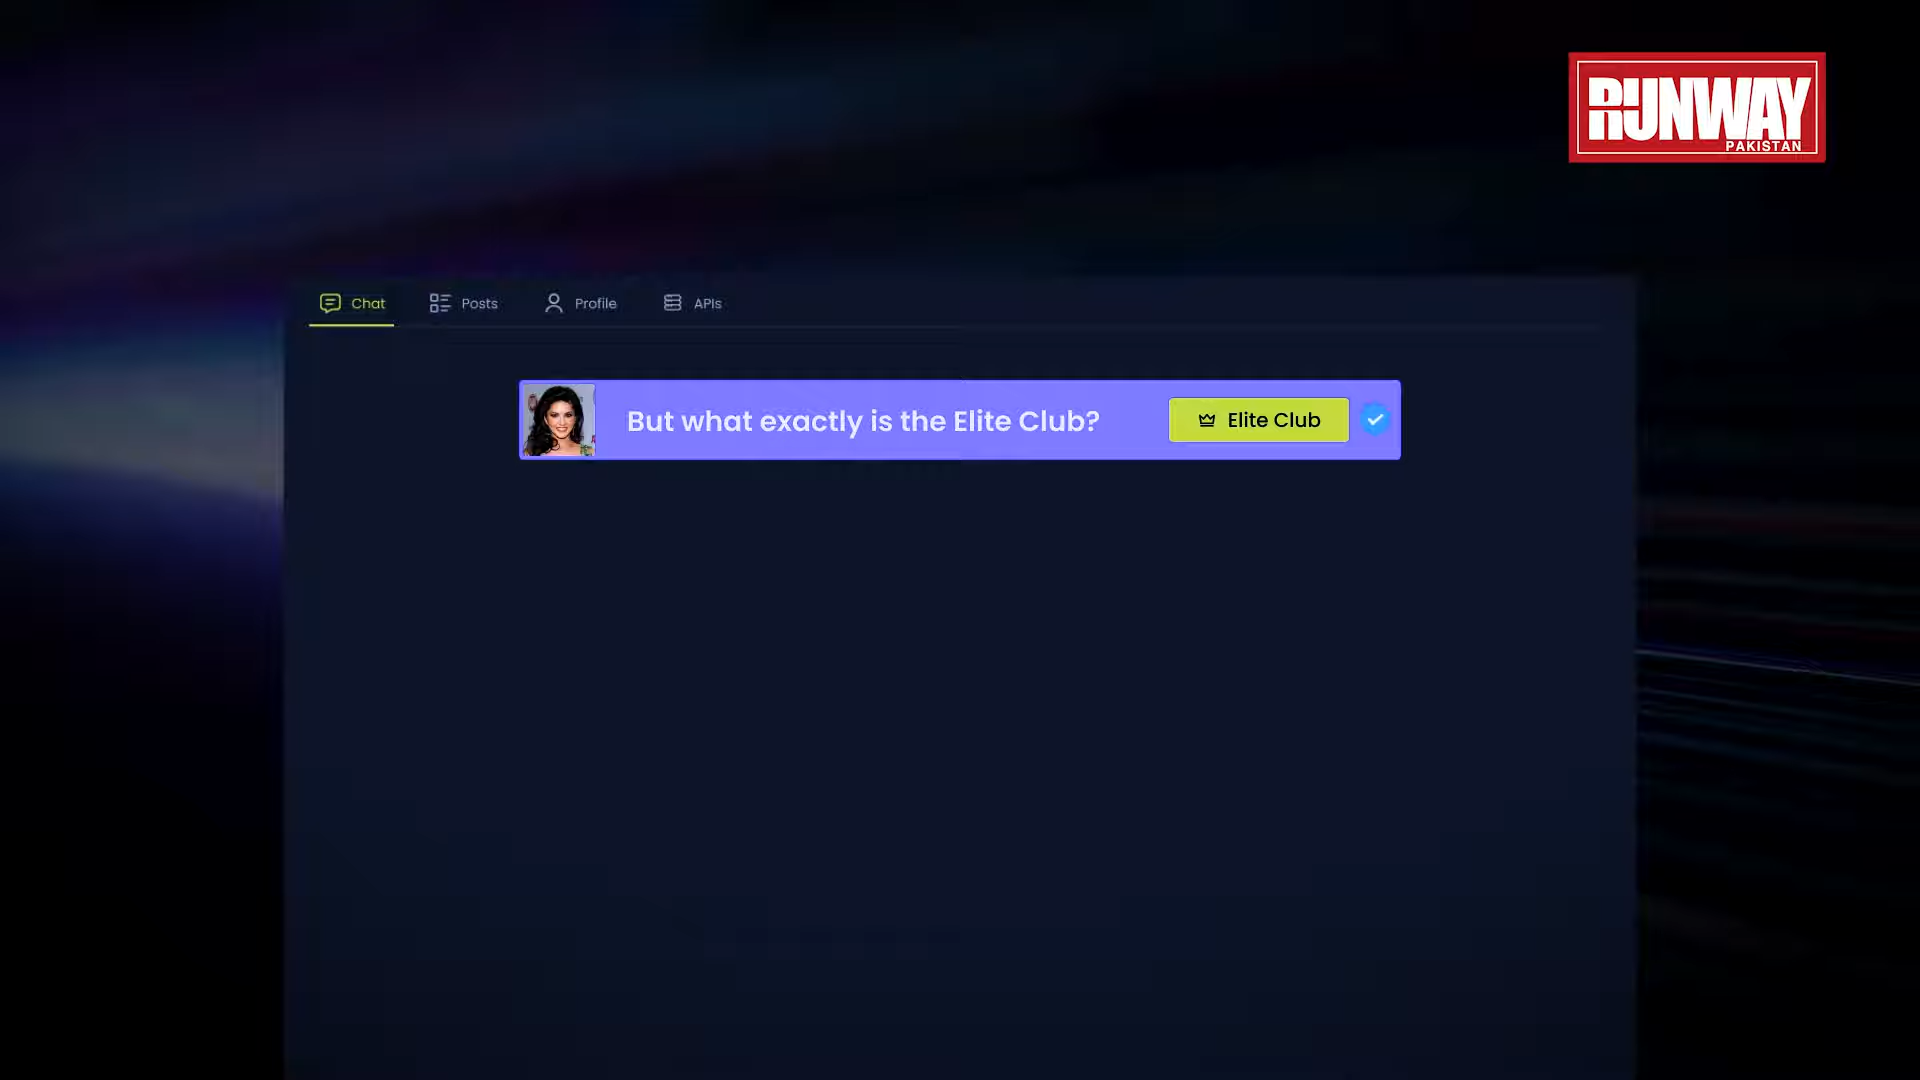 RUNWAY
PAKISTAN
Chat
Posts
Profile
APIs
But what exactly is the Elite Club?
Elite Club